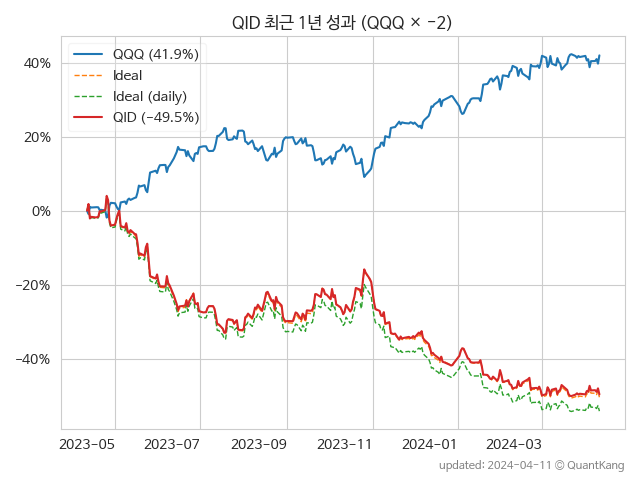 QID 최근 1년 성과 (QQQ × −2)
QQQ (41.9%)
Ideal
Ideal (daily)
QID (−49.5%)
40%
20%
0%
−20%
−40%
2023-05 2023-07 2023-09 2023-11 2024-01 2024-03
updated: 2024-04-11 © QuantKang